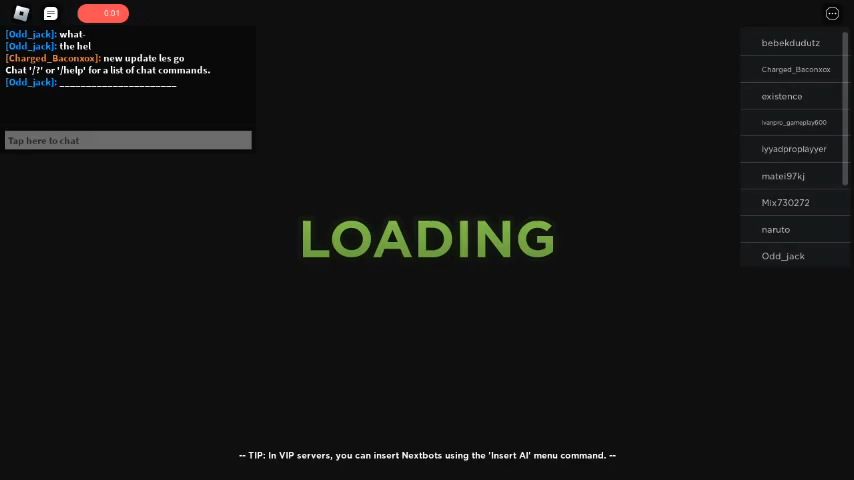 0:01
[Odd_jack]: what-
[Odd_jack]: the hel
[Charged_Baconxox]: new update les go
Chat '/?' or '/help' for a list of chat commands.
[Odd_jack]: ______________________
Tap here to chat
bebekdudutz
Charged_Baconxox
existence
ivanpro_gameplay600
iyyadproplayyer
matei97kj
Mlx730272
naruto
Odd_jack
LOADING
-- TIP: In VIP servers, you can insert Nextbots using the 'Insert AI' menu command. --